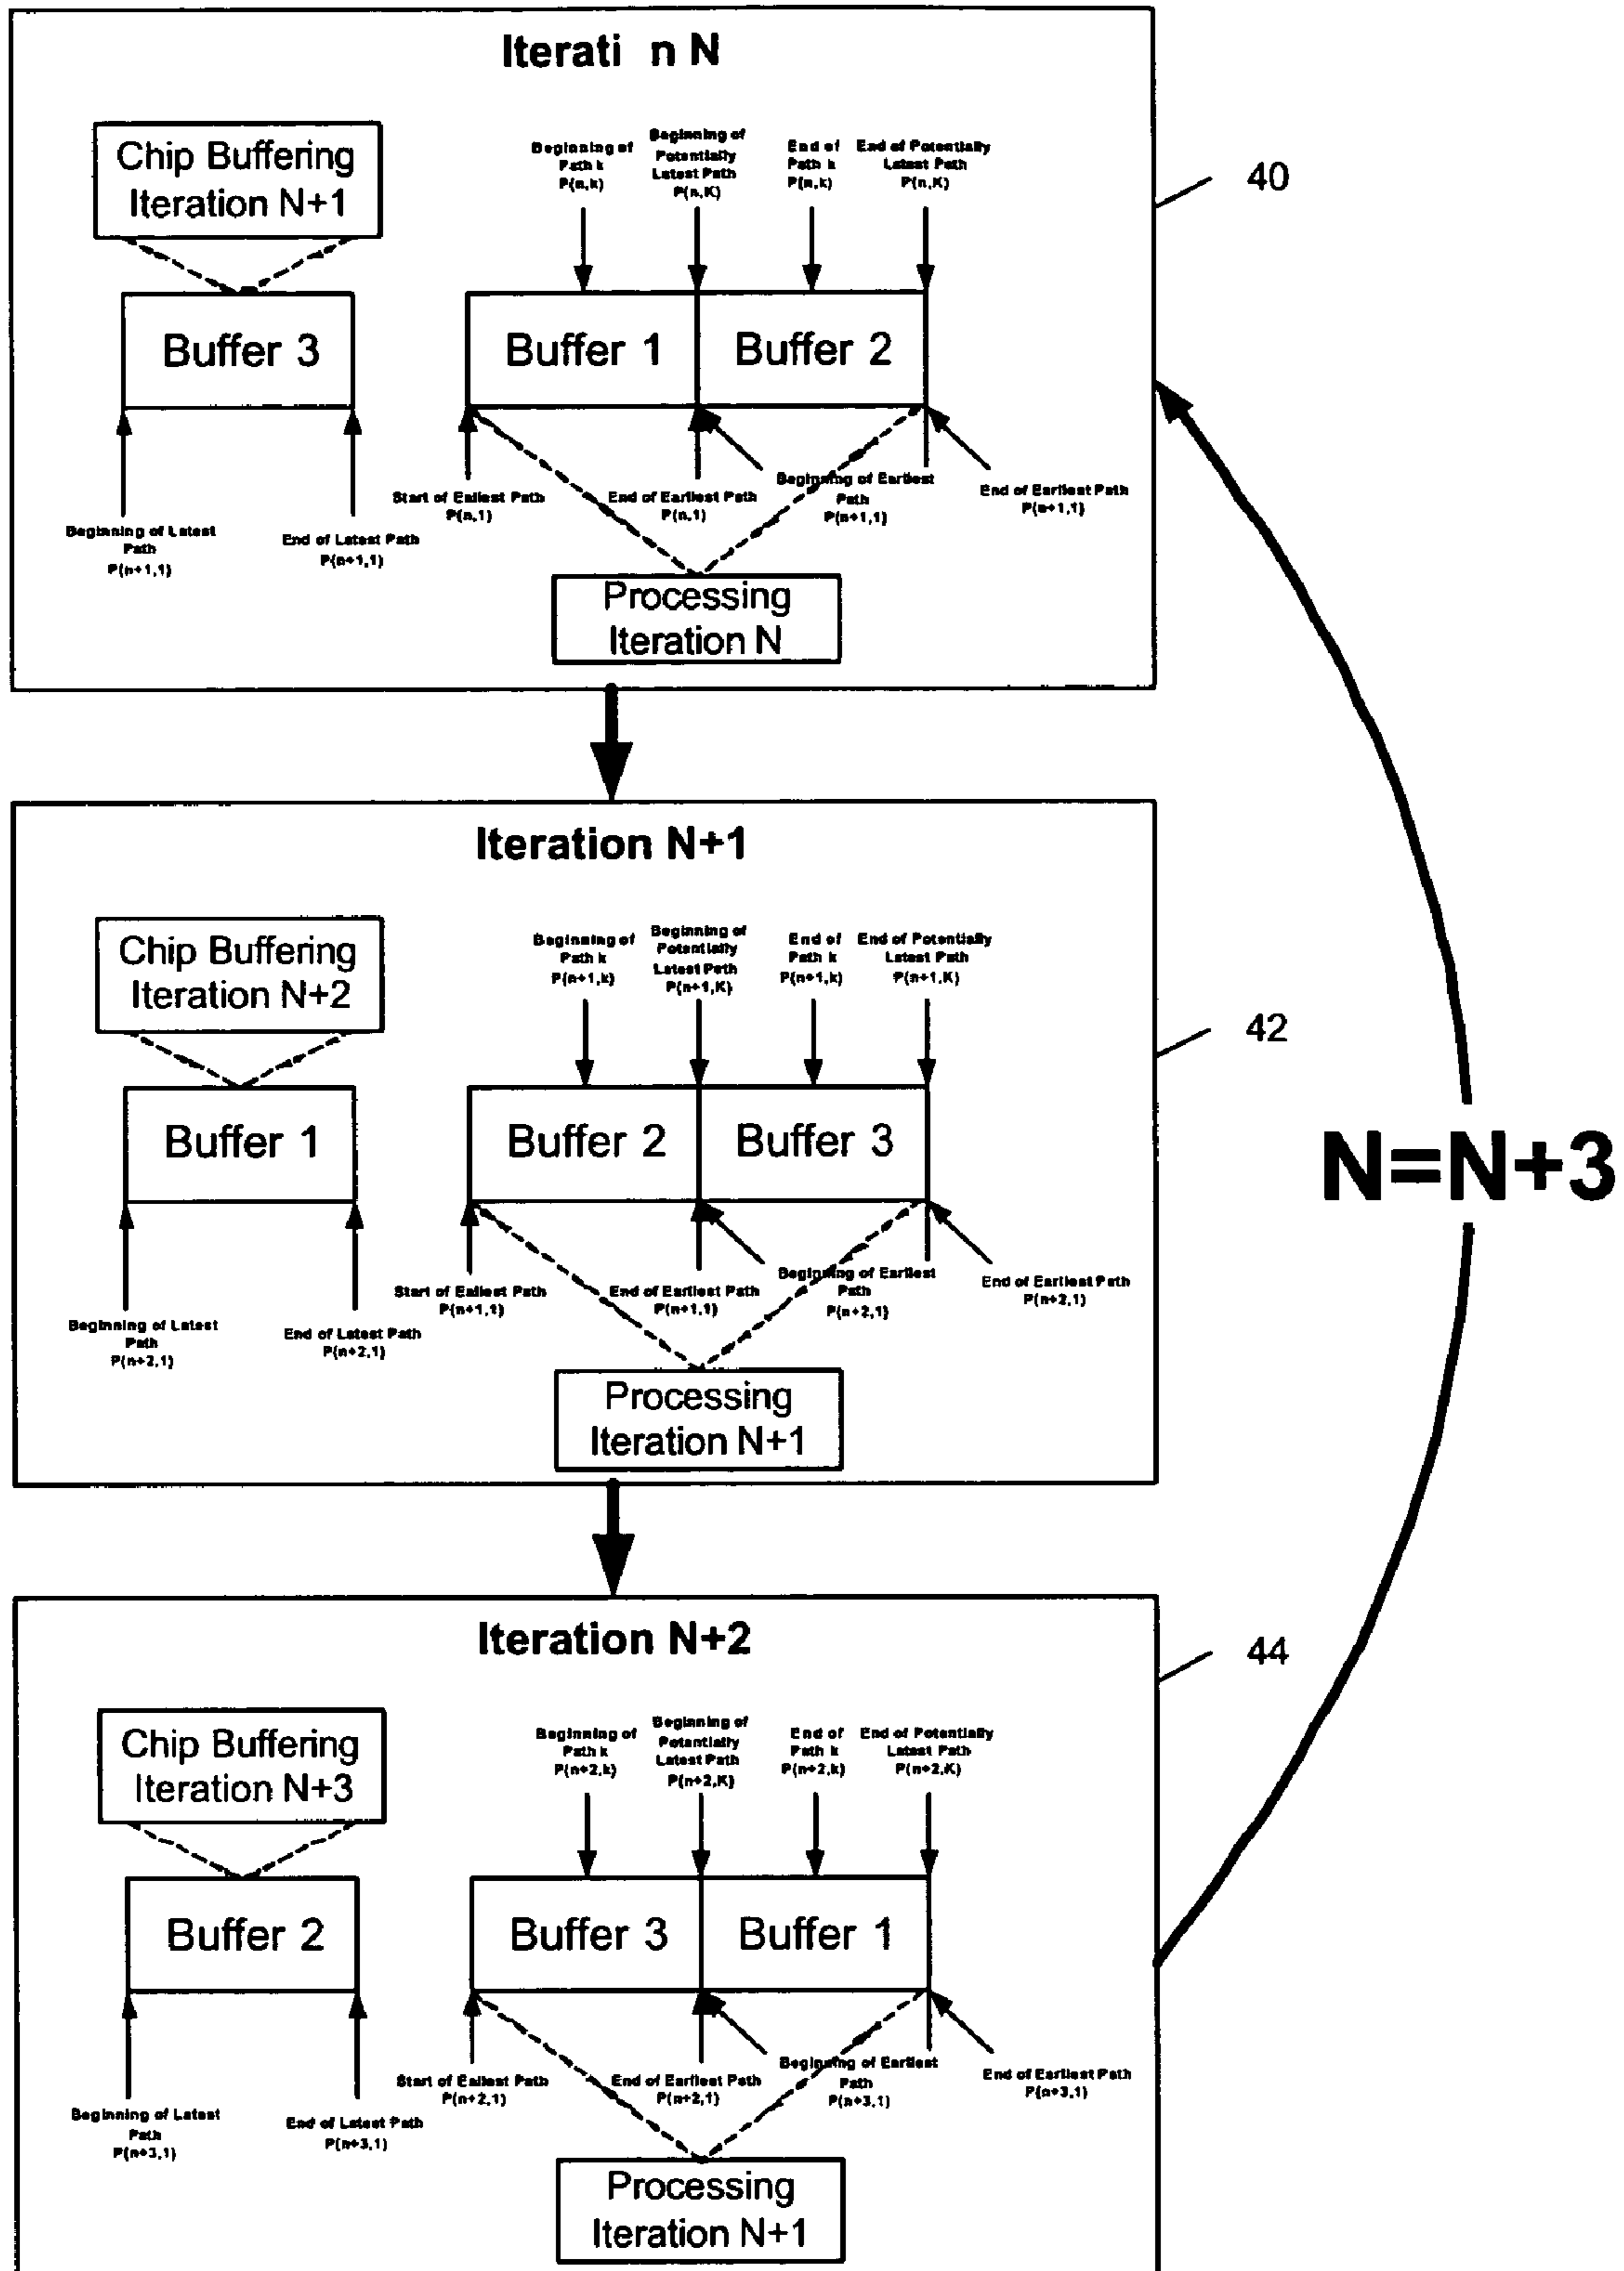 Iterati n N
Chip Buffering
Iteration N+1
Beginning of
Path k
P(n,k)
Beginning of
Potentially
Latest Path
P(n,K)
End of
Path k
P(n,k)
End of Potentially
Latest Path
P(n,K)
40
Buffer 3
Buffer 1
Buffer 2
Beginning of Latest
Path
P(n+1,1)
End of Latest Path
P(n+1,1)
Start of Eallest Path
P(n,1)
End of Earliest Path
P(n,1)
Beginning of Earliest
Path
P(n+1,1)
End of Earliest Path
P(n+1,1)
Processing
Iteration N
Iteration N+1
Chip Buffering
Iteration N+2
Beginning of
Path k
P(n+1,k)
Beginning of
Potentially
Latest Path
P(n+1,K)
End of
Path k
P(n+1,k)
End of Potentially
Latest Path
P(n+1,K)
42
Buffer 1
Buffer 2
Buffer 3
N=N+3
Beginning of Latest
Path
P(n+2,1)
End of Latest Path
P(n+2,1)
Start of Eallest Path
P(n+1,1)
End of Earliest Path
P(n+1,1)
Beginning of Earliest
Path
P(n+2,1)
End of Earliest Path
P(n+2,1)
Processing
Iteration N+1
Iteration N+2
Chip Buffering
Iteration N+3
Beginning of
Path k
P(n+2,k)
Beginning of
Potentially
Latest Path
P(n+2,K)
End of
Path k
P(n+2,k)
End of Potentially
Latest Path
P(n+2,K)
44
Buffer 2
Buffer 3
Buffer 1
Beginning of Latest
Path
P(n+3,1)
End of Latest Path
P(n+3,1)
Start of Eallest Path
P(n+2,1)
End of Earliest Path
P(n+2,1)
Beginning of Earliest
Path
P(n+3,1)
End of Earliest Path
P(n+3,1)
Processing
Iteration N+1